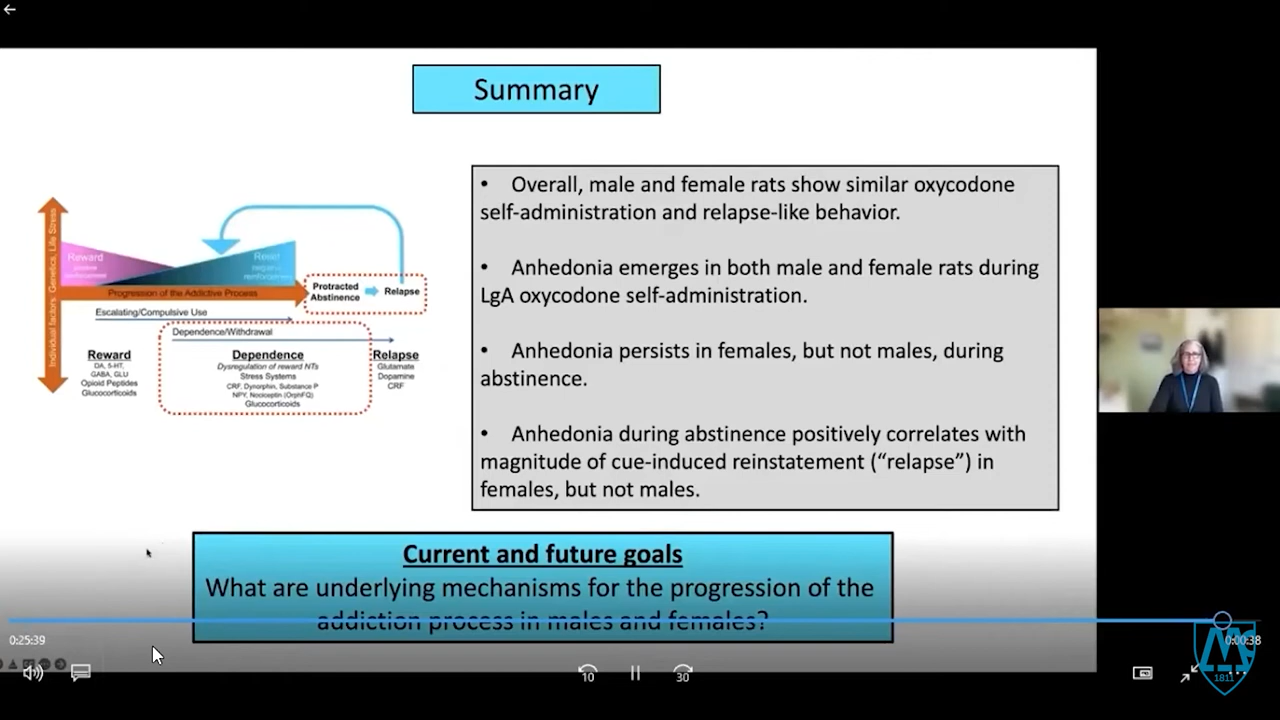 Summary
• Overall, male and female rats show similar oxycodone
self-administration and relapse-like behavior.
• Anhedonia emerges in both male and female rats during
LgA oxycodone self-administration.
• Anhedonia persists in females, but not males, during
abstinence.
• Anhedonia during abstinence positively correlates with
magnitude of cue-induced reinstatement (“relapse”) in
females, but not males.
Individual factors: Genetics, Life Stress
Reward
Relief
Progression of the Addictive Process
Protracted
Abstinence
Relapse
Escalating/Compulsive Use
Dependence/Withdrawal
Reward
DA, 5-HT,
GABA, GLU
Opioid Peptides
Glucocorticoids
Dependence
Dysregulation of reward NTs
Stress Systems
CRF, Dynorphin, Substance P
NPY, Nociceptin (OrphFQ)
Glucocorticoids
Relapse
Glutamate
Dopamine
CRF
Current and future goals
What are underlying mechanisms for the progression of the
addiction process in males and females?
0:25:39
0:00:38
10
30
1811